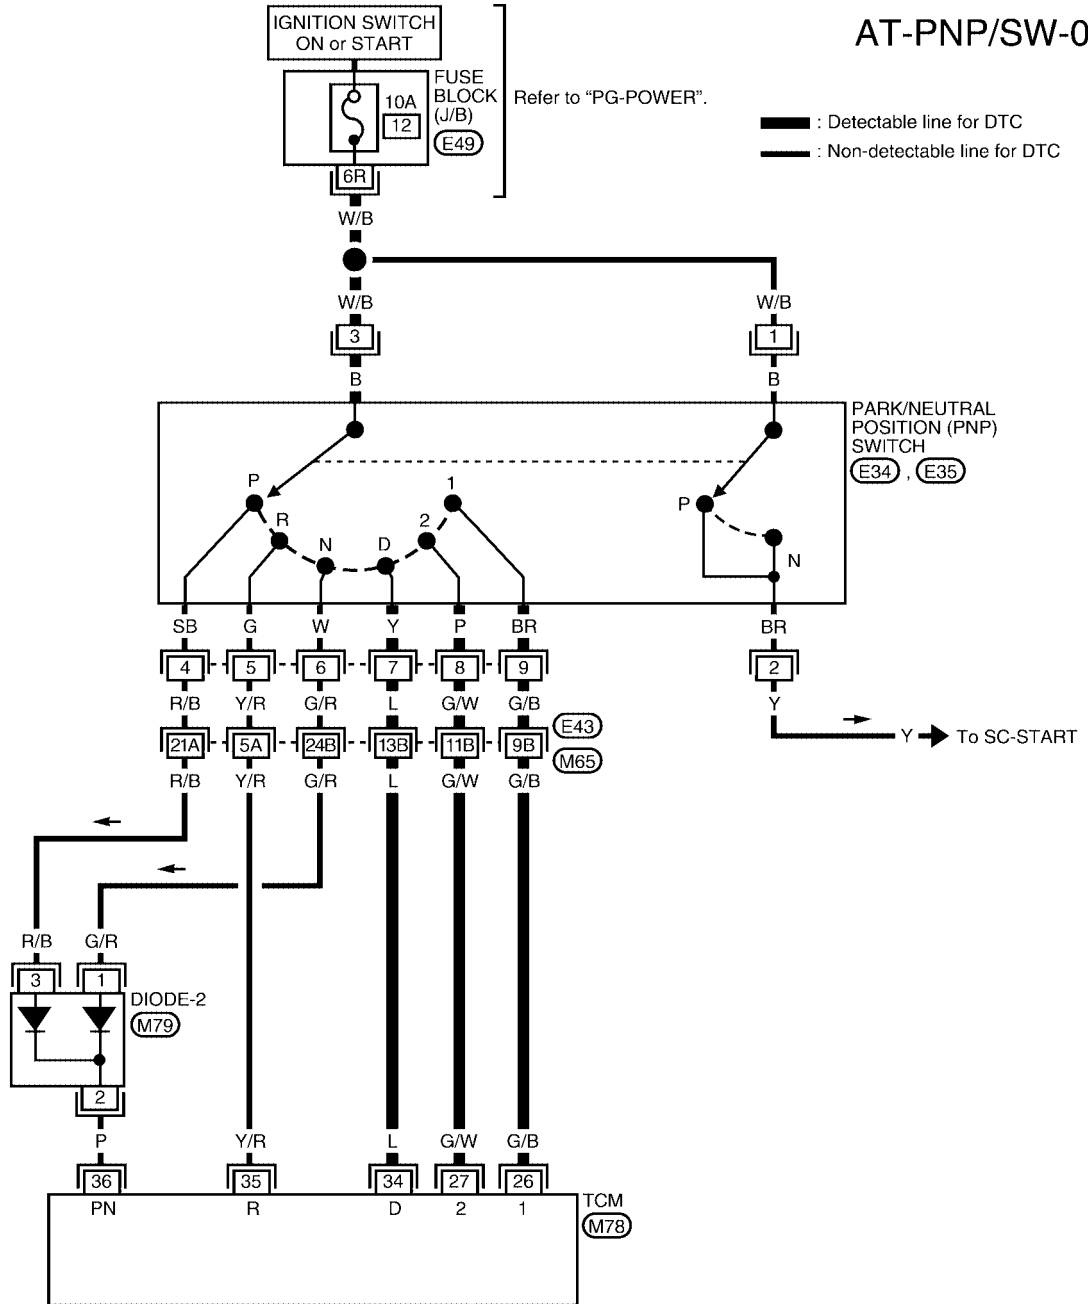 IGNITION SWITCH
ON or START
AT-PNP/SW-0
FUSE
BLOCK
(J/B)
10A
12
E49
Refer to “PG-POWER”.
: Detectable line for DTC
: Non-detectable line for DTC
6R
W/B
W/B W/B
3 1
B B
PARK/NEUTRAL
POSITION (PNP)
SWITCH
E34 , E35
P R N D 2 1
P N
SB G W Y P BR BR
4 5 6 7 8 9 2
R/B Y/R G/R L G/W G/B Y
E43
21A 5A 24B 13B 11B 9B
Y To SC-START
M65
R/B Y/R G/R L G/W G/B
R/B G/R
3 1
DIODE-2
M79
2
P Y/R L G/W G/B
36 35 34 27 26
TCM
PN R D 2 1
M78